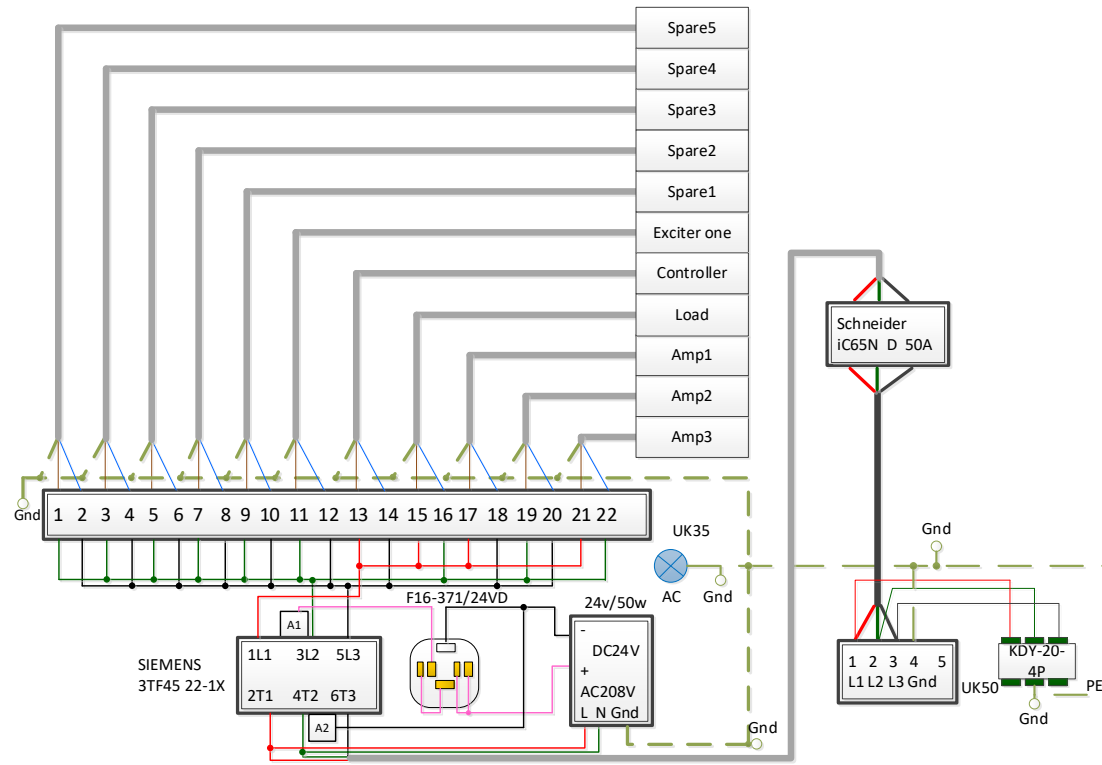 Spare5
Spare4
Spare3
Spare2
Spare1
Exciter one
Controller
Load
Amp1
Amp2
Amp3
Schneider
iC65N D 50A
Gnd
1 2 3 4 5 6 7 8 9 10 11 12 13 14 15 16 17 18 19 20 21 22
UK35
AC
Gnd
Gnd
F16-371/24VD
24v/50w
A1
1L1 3L2 5L3
SIEMENS
3TF45 22-1X
2T1 4T2 6T3
A2
-
DC24V
+
AC208V
L N Gnd
Gnd
1 2 3 4 5
L1 L2 L3 Gnd
UK50
KDY-20-
4P
PE
Gnd